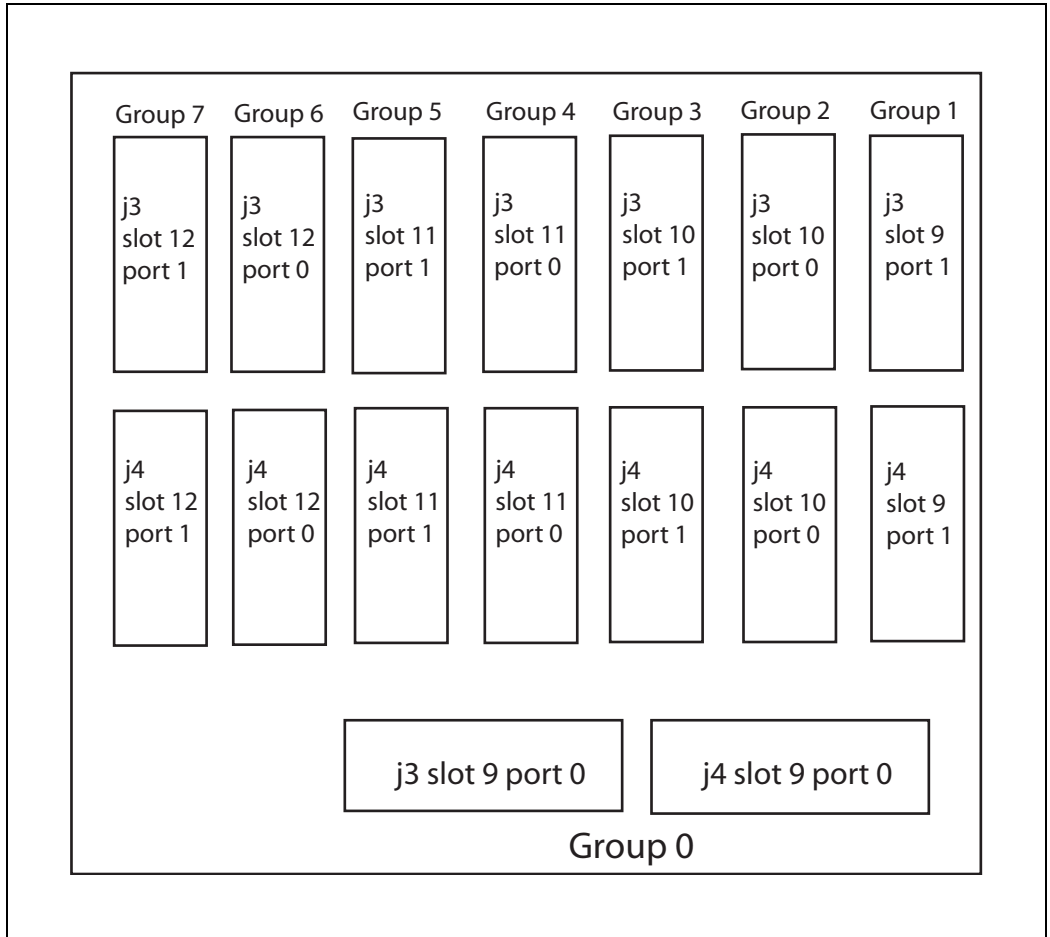 Group 7
Group 6
Group 5
Group 4
Group 3
Group 2
Group 1
j3
slot 12
port 1
j3
slot 12
port 0
j3
slot 11
port 1
j3
slot 11
port 0
j3
slot 10
port 1
j3
slot 10
port 0
j3
slot 9
port 1
j4
slot 12
port 1
j4
slot 12
port 0
j4
slot 11
port 1
j4
slot 11
port 0
j4
slot 10
port 1
j4
slot 10
port 0
j4
slot 9
port 1
j3 slot 9 port 0
j4 slot 9 port 0
Group 0